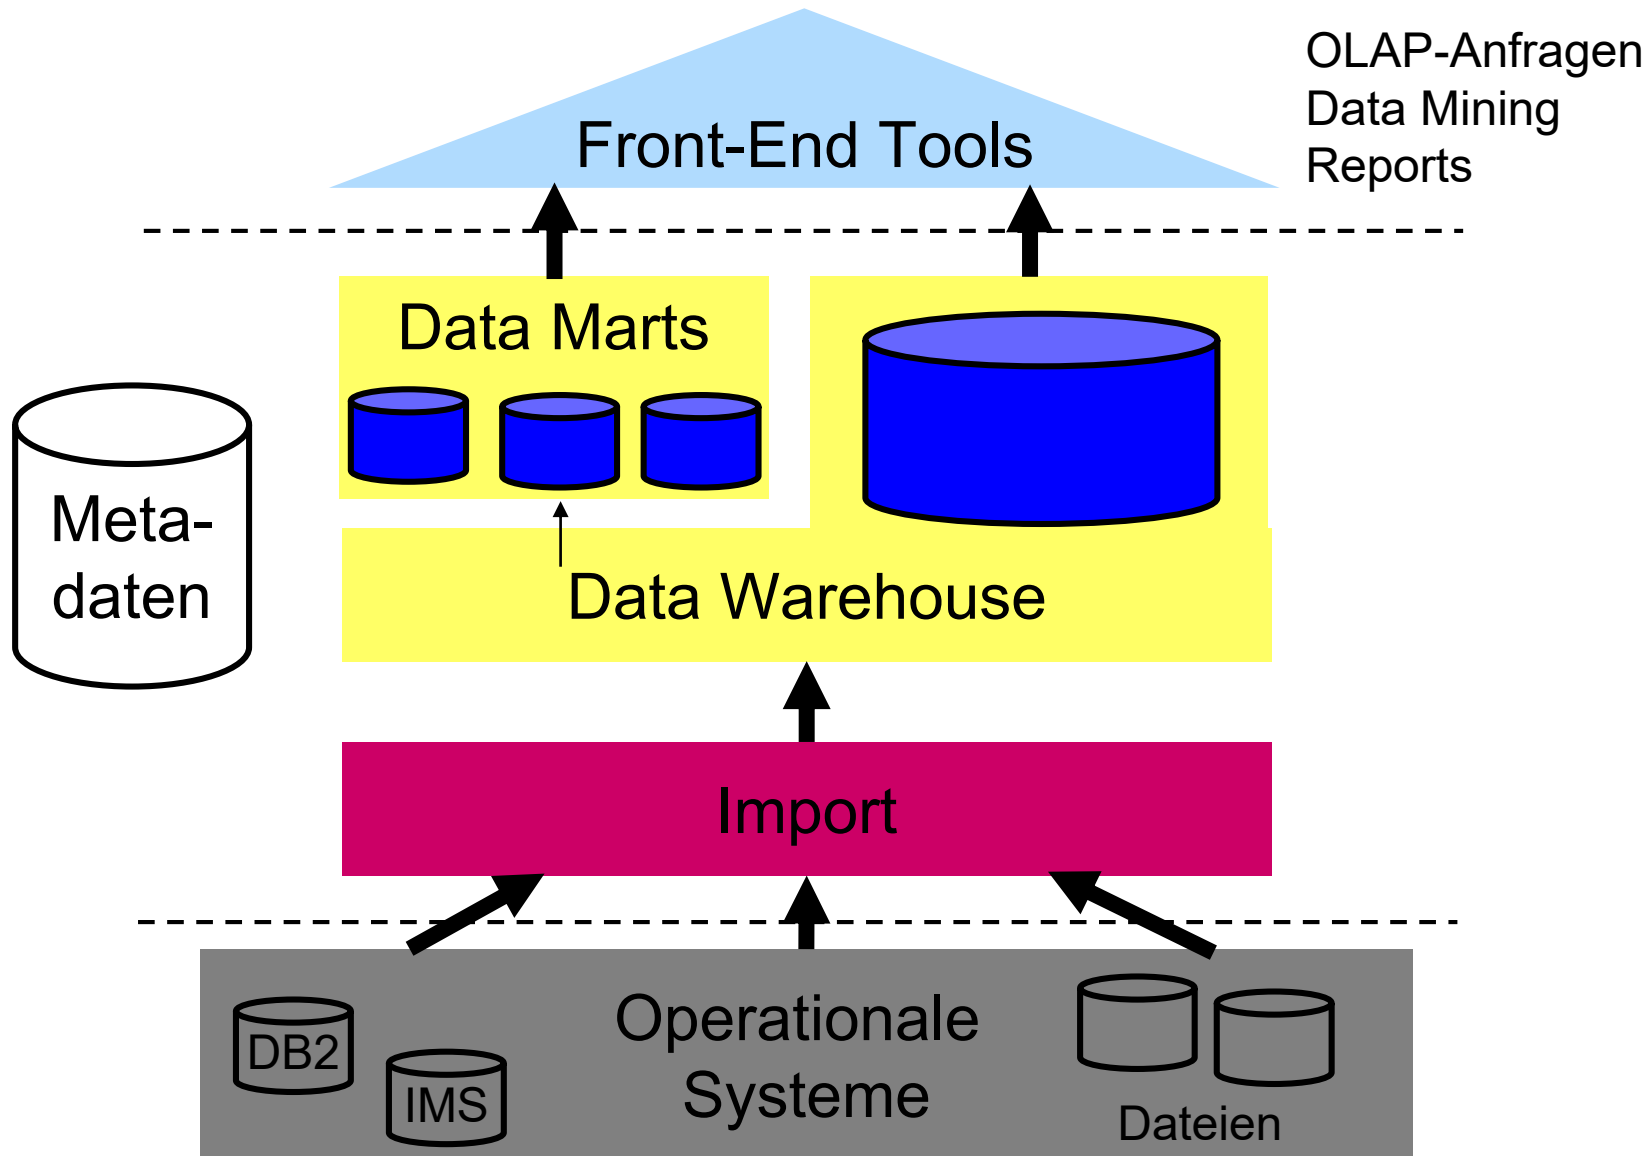 OLAP-Anfragen
Data Mining
Reports
Front-End Tools
Data Marts
Meta-
daten
Data Warehouse
Import
Operationale
Systeme
DB2
IMS
Dateien